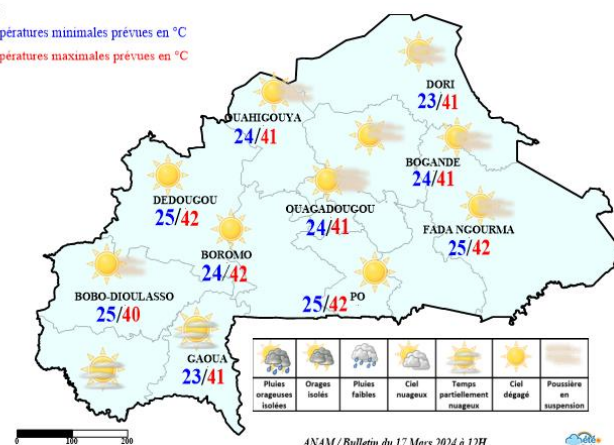 pératures minimales prévues en °C
pératures maximales prévues en °C
DORI
23/41
OUAHIGOUYA
24/41
BOGANDE
24/41
DEDOUGOU
25/42
OUAGADOUGOU
24/41
FADA NGOURMA
25/42
BOROMO
24/42
BOBO-DIOULASSO
25/40
25/42 PO
GAOUA
23/41
Pluies orageuses isolées
Orages isolés
Pluies faibles
Ciel nuageux
Temps partiellement nuageux
Ciel dégagé
Poussière en suspension
0 100 200
ANAM / Bulletin du 17 Mars 2024 à 12H